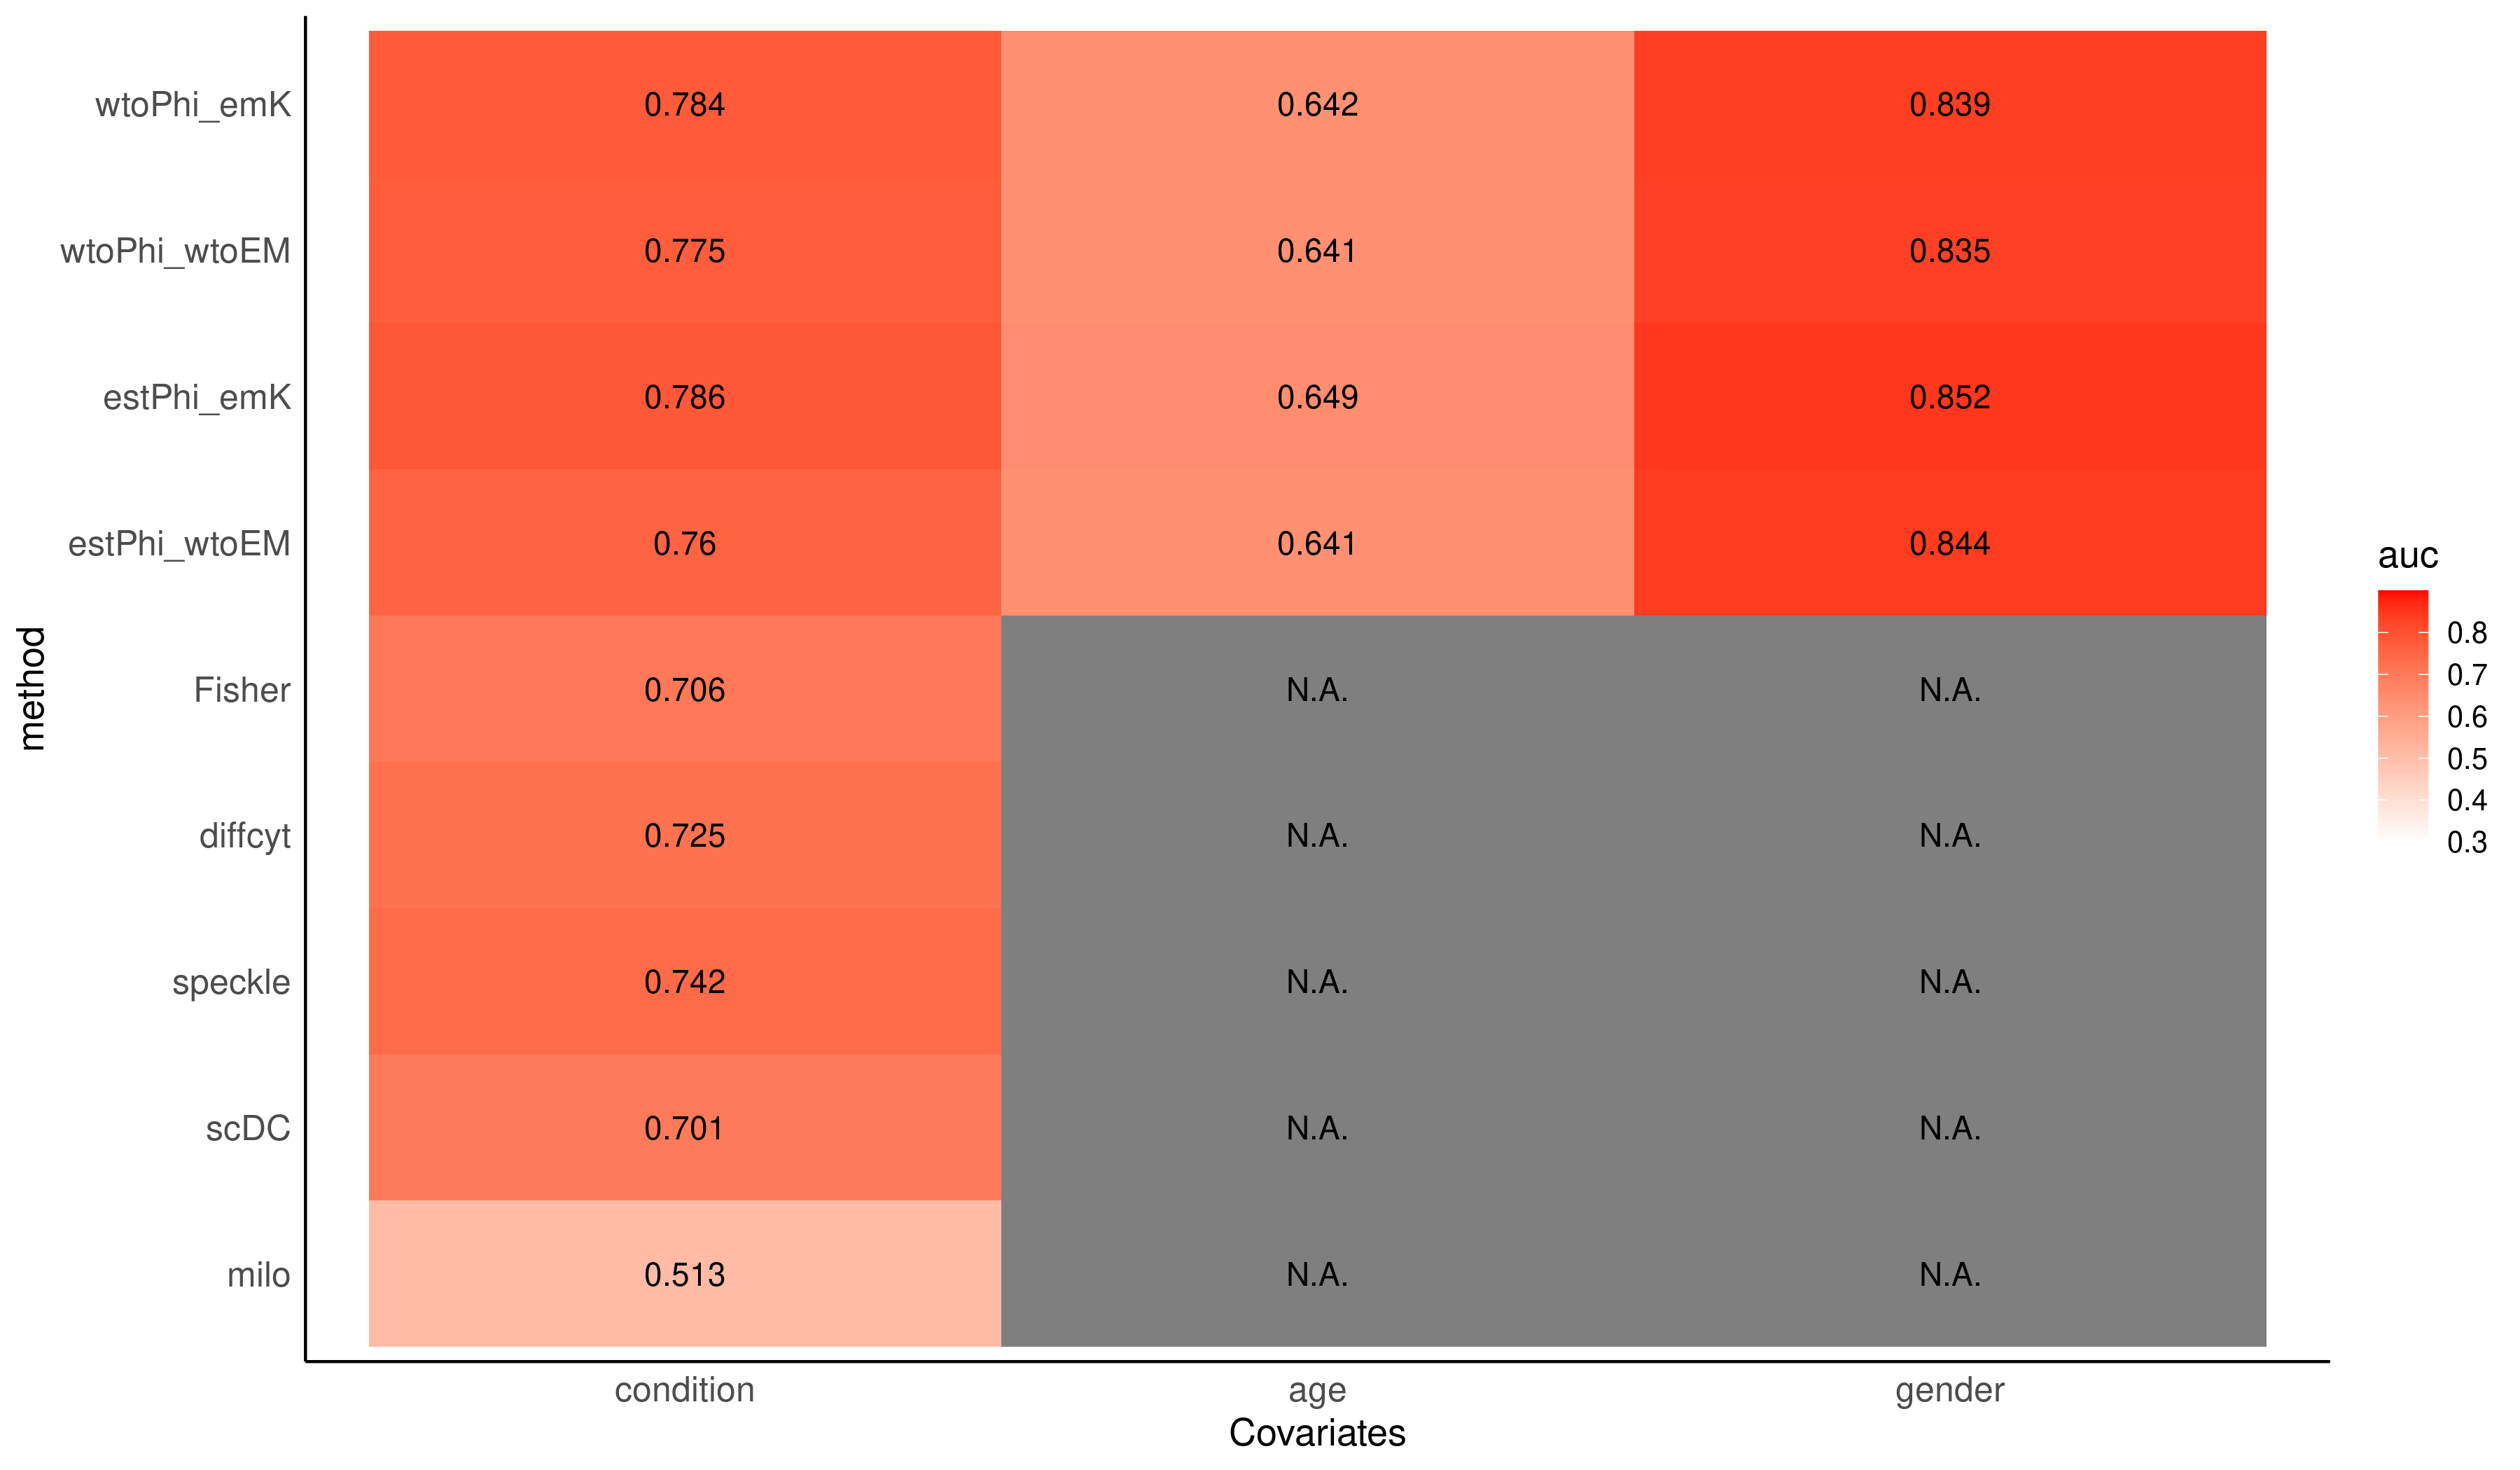 wtoPhi_emK 0.784 0.642 0.839
wtoPhi_wtoEM 0.775 0.641 0.835
estPhi_emK 0.786 0.649 0.852
estPhi_wtoEM 0.76 0.641 0.844
Fisher 0.706 N.A. N.A.
diffcyt 0.725 N.A. N.A.
speckle 0.742 N.A. N.A.
scDC 0.701 N.A. N.A.
milo 0.513 N.A. N.A.
method
condition age gender
Covariates
auc
0.8
0.7
0.6
0.5
0.4
0.3